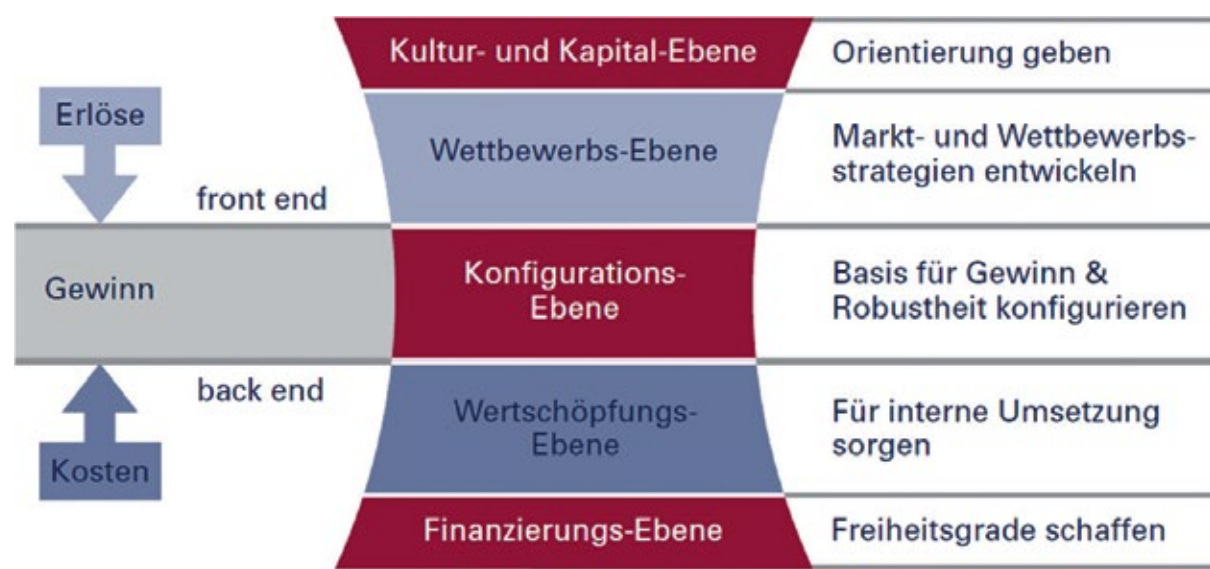 Kultur- und Kapital-Ebene
Orientierung geben
Erlöse
Wettbewerbs-Ebene
Markt- und Wettbewerbs-
strategien entwickeln
front end
Gewinn
Konfigurations-
Ebene
Basis für Gewinn &
Robustheit konfigurieren
back end
Kosten
Wertschöpfungs-
Ebene
Für interne Umsetzung
sorgen
Finanzierungs-Ebene
Freiheitsgrade schaffen